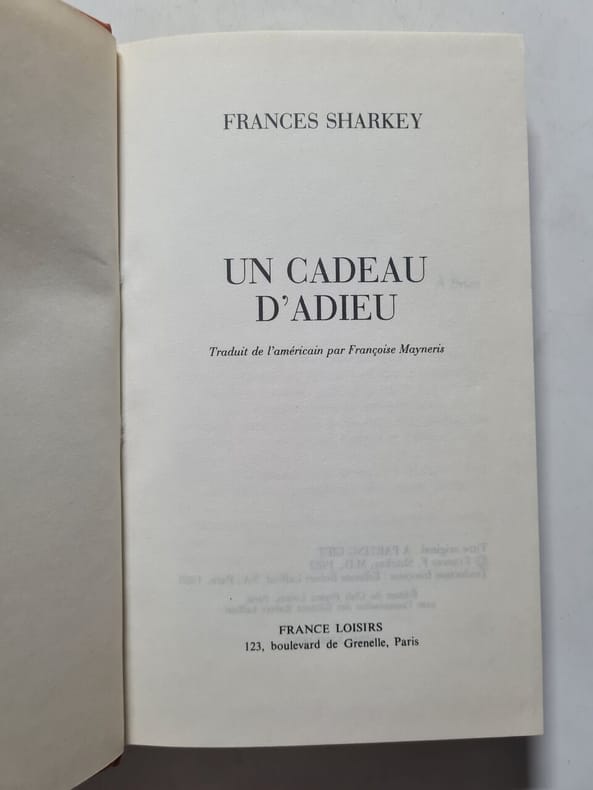 FRANCES SHARKEY
UN CADEAU
D'ADIEU
Traduit de l'américain par Françoise Mayneris
FRANCE LOISIRS
123, boulevard de Grenelle, Paris